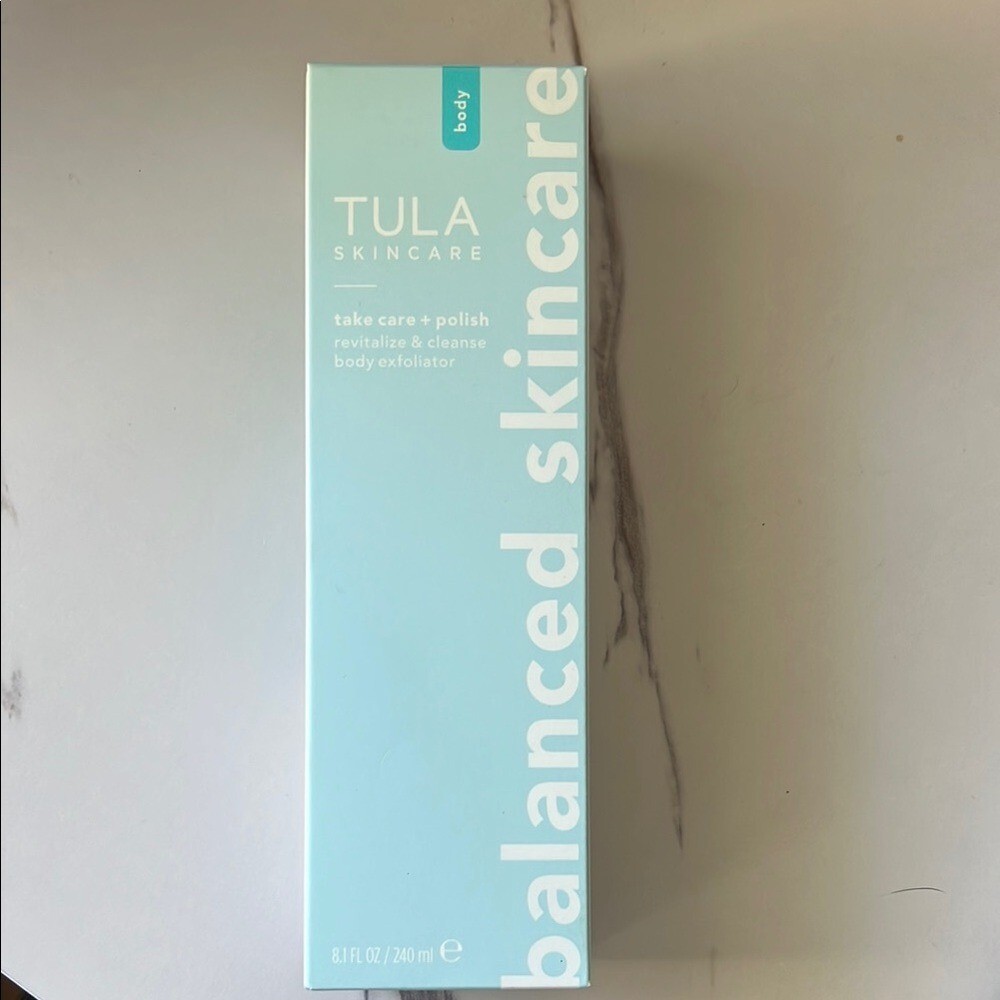 body
TULA
SKINCARE
take care + polish
revitalize & cleanse
body exfoliator
balanced skincare
8.1 FL OZ / 240 ml ℮